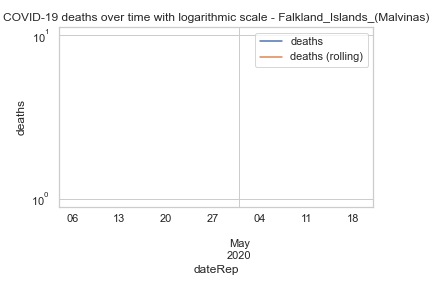 COVID-19 deaths over time with logarithmic scale - Falkland_Islands_(Malvinas)
10¹
deaths
deaths (rolling)
deaths
10⁰
06 13 20 27 04 11 18
May
2020
dateRep